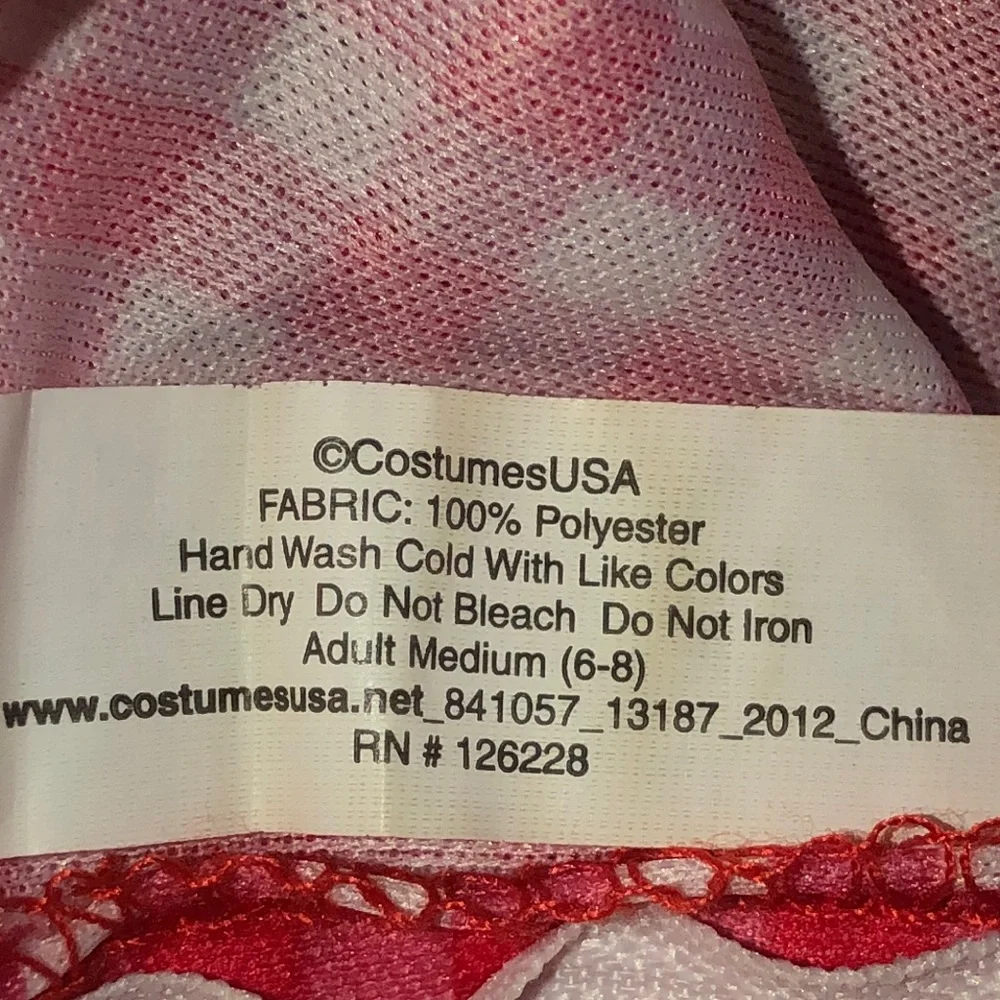 ©CostumesUSA
FABRIC: 100% Polyester
Hand Wash Cold With Like Colors
Line Dry Do Not Bleach Do Not Iron
Adult Medium (6-8)
www.costumesusa.net_841057_13187_2012_China
RN # 126228